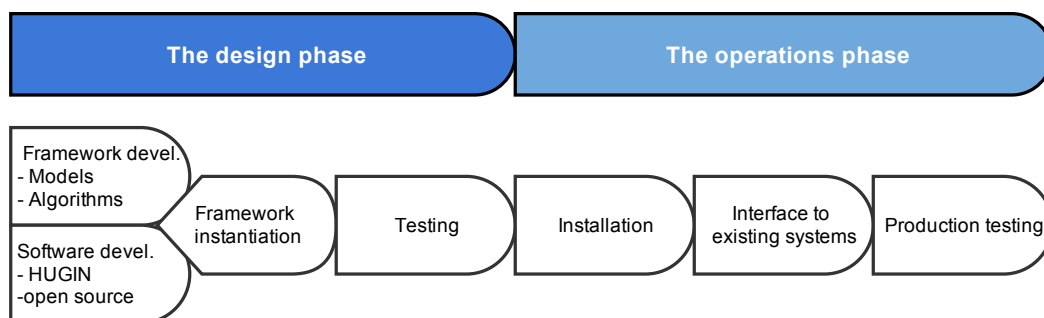 The design phase
The operations phase
Framework devel.
- Models
- Algorithms
Software devel.
- HUGIN
-open source
Framework
instantiation
Testing
Installation
Interface to
existing systems
Production testing